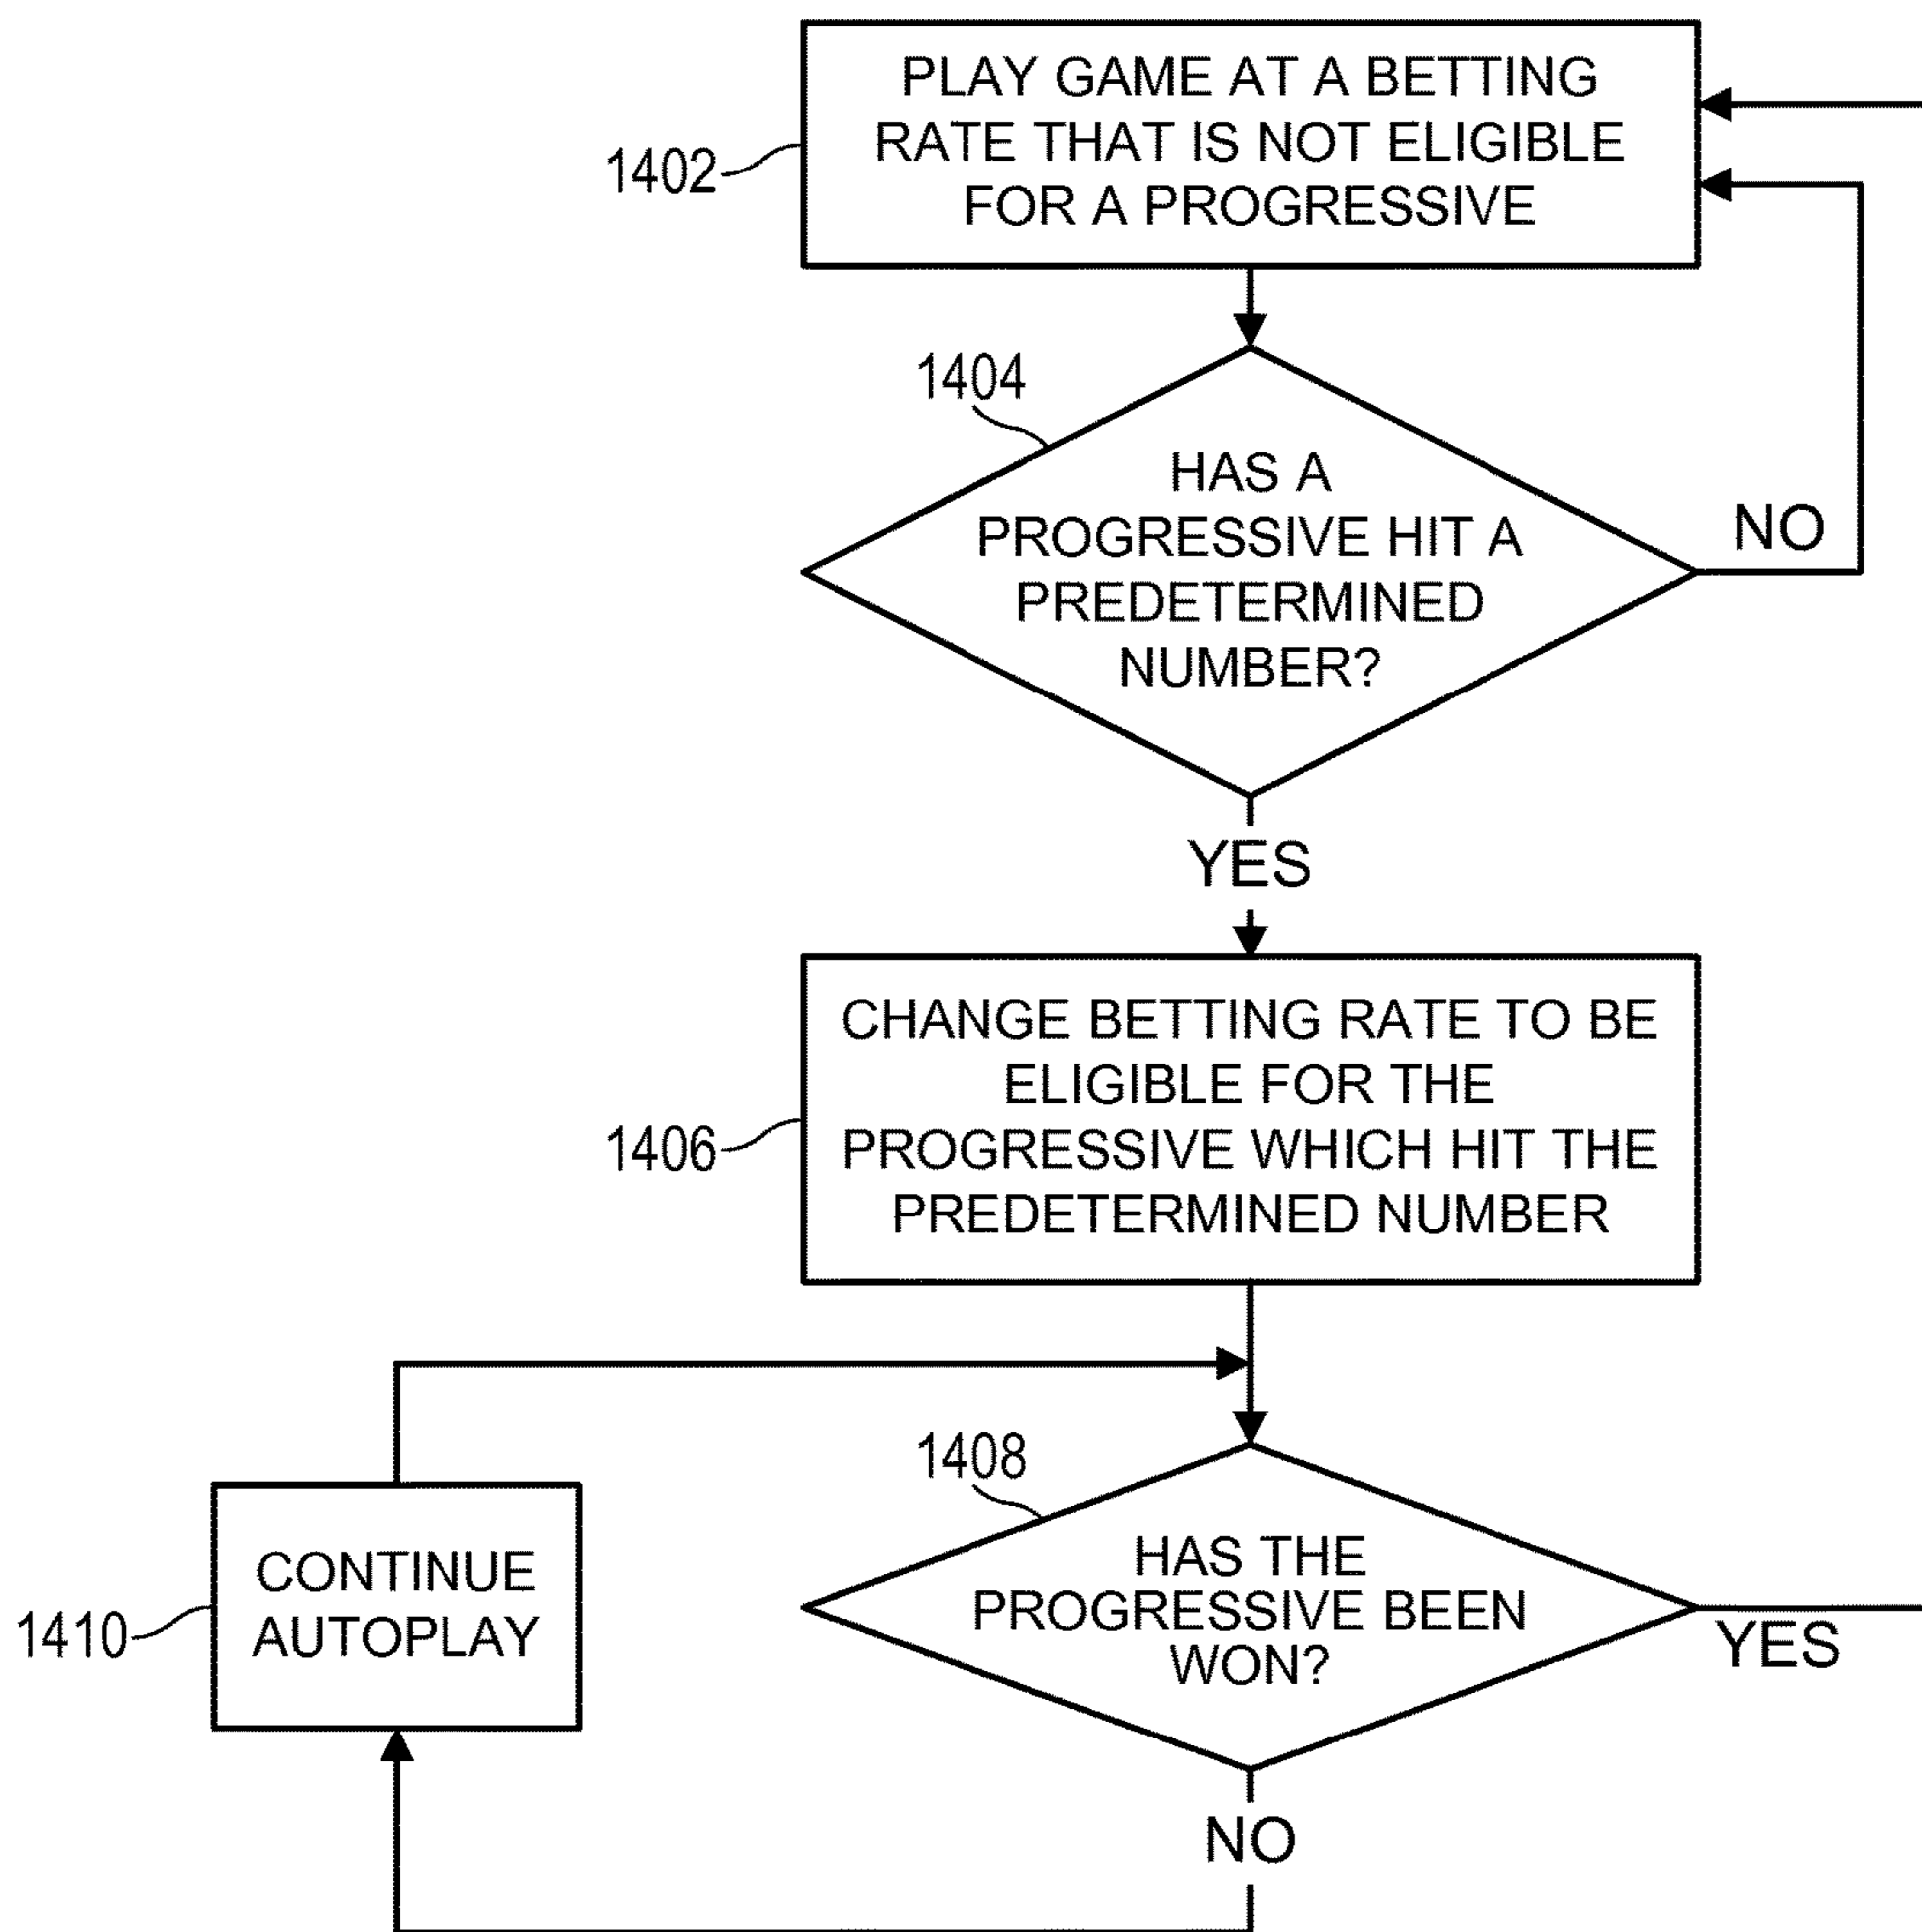 PLAY GAME AT A BETTING
RATE THAT IS NOT ELIGIBLE
FOR A PROGRESSIVE
1402
1404
HAS A
PROGRESSIVE HIT A
PREDETERMINED
NUMBER?
NO
YES
CHANGE BETTING RATE TO BE
ELIGIBLE FOR THE
PROGRESSIVE WHICH HIT THE
PREDETERMINED NUMBER
1406
1408
HAS THE
PROGRESSIVE BEEN
WON?
YES
CONTINUE
AUTOPLAY
1410
NO